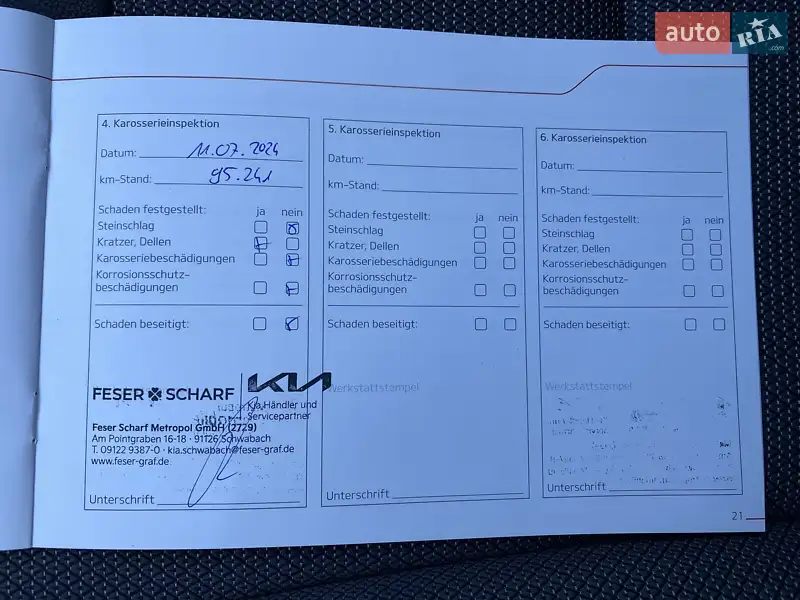 auto RIA .com
4. Karosserieinspektion
Datum: 11.07.2024
km-Stand: 95.241
Schaden festgestellt: ja nein
Steinschlag
Kratzer, Dellen
Karosseriebeschädigungen
Korrosionsschutz-
beschädigungen
Schaden beseitigt:
FESER SCHARF KIA
Kia Händler und
Servicepartner
Feser Scharf Metropol GmbH (2729)
Am Pointgraben 16-18 · 91126 Schwabach
T. 09122 9387-0 · kia.schwabach@feser-graf.de
www.feser-graf.de
Unterschrift
5. Karosserieinspektion
Datum:
km-Stand:
Schaden festgestellt: ja nein
Steinschlag
Kratzer, Dellen
Karosseriebeschädigungen
Korrosionsschutz-
beschädigungen
Schaden beseitigt:
Werkstattstempel
Unterschrift
6. Karosserieinspektion
Datum:
km-Stand:
Schaden festgestellt: ja nein
Steinschlag
Kratzer, Dellen
Karosseriebeschädigungen
Korrosionsschutz-
beschädigungen
Schaden beseitigt:
Werkstattstempel
Unterschrift
21